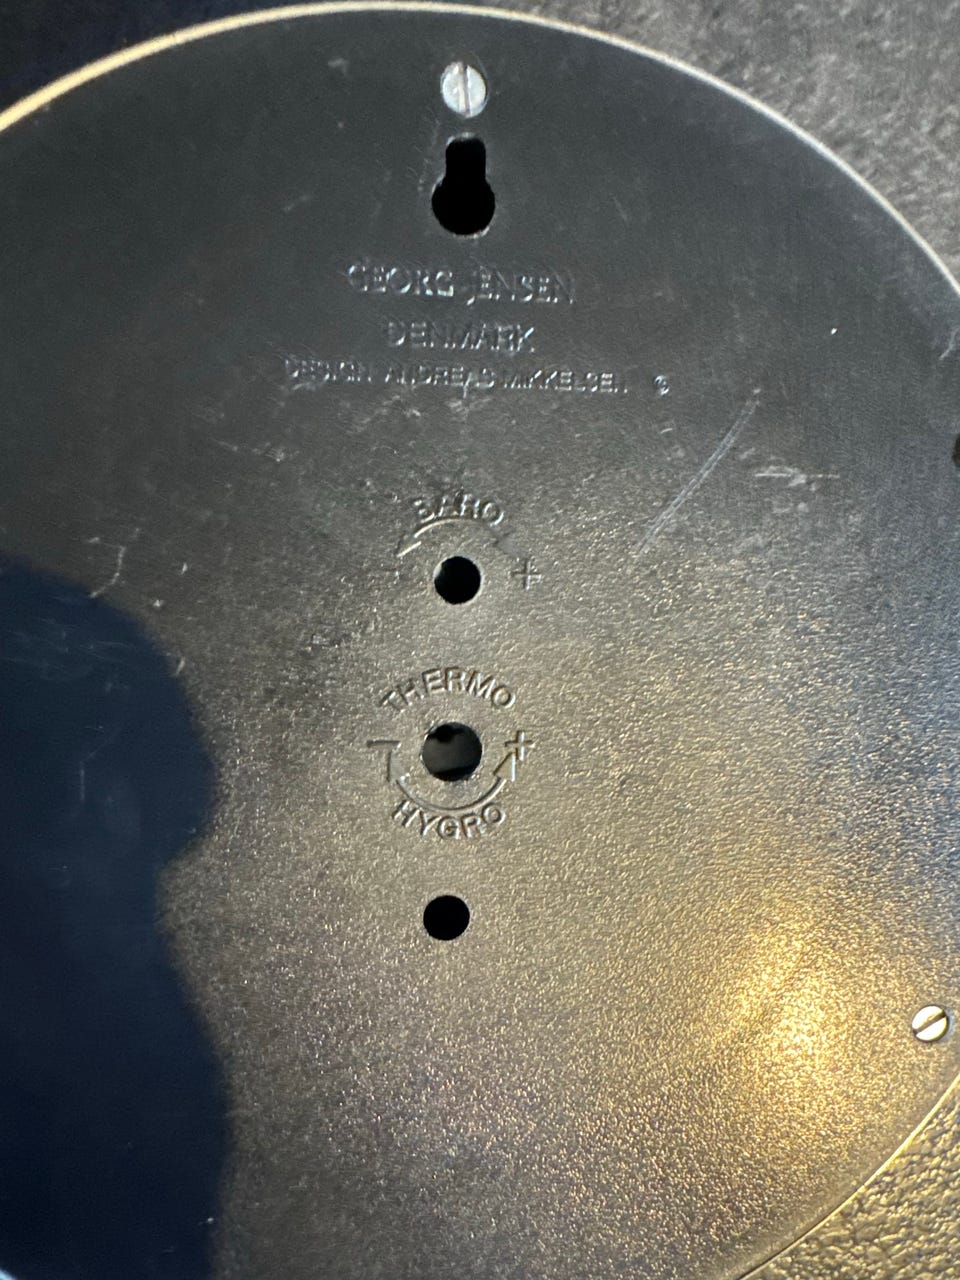 GEORG JENSEN
DENMARK
DESIGN ANDREAS MIKKELSEN ©
BARO
- +
THERMO
- +
HYGRO